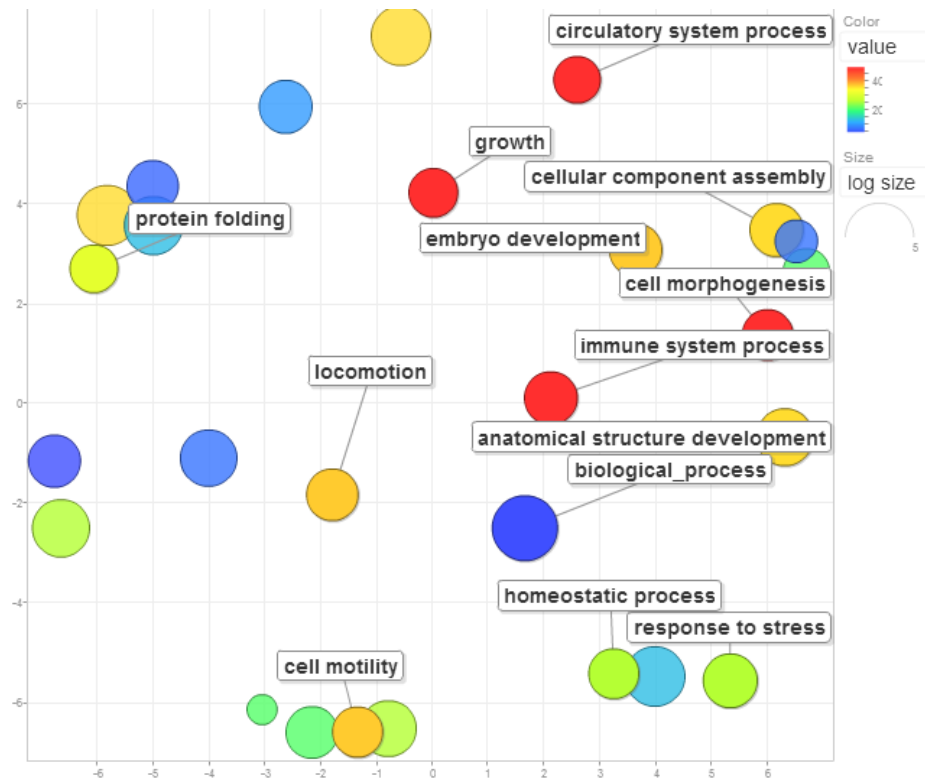 circulatory system process
Color
value
40
20
growth
cellular component assembly
Size
log size
5
protein folding
embryo development
cell morphogenesis
immune system process
locomotion
anatomical structure development
biological_process
homeostatic process
response to stress
cell motility
6
4
2
0
-2
-4
-6
-6
-5
-4
-3
-2
-1
0
1
2
3
4
5
6